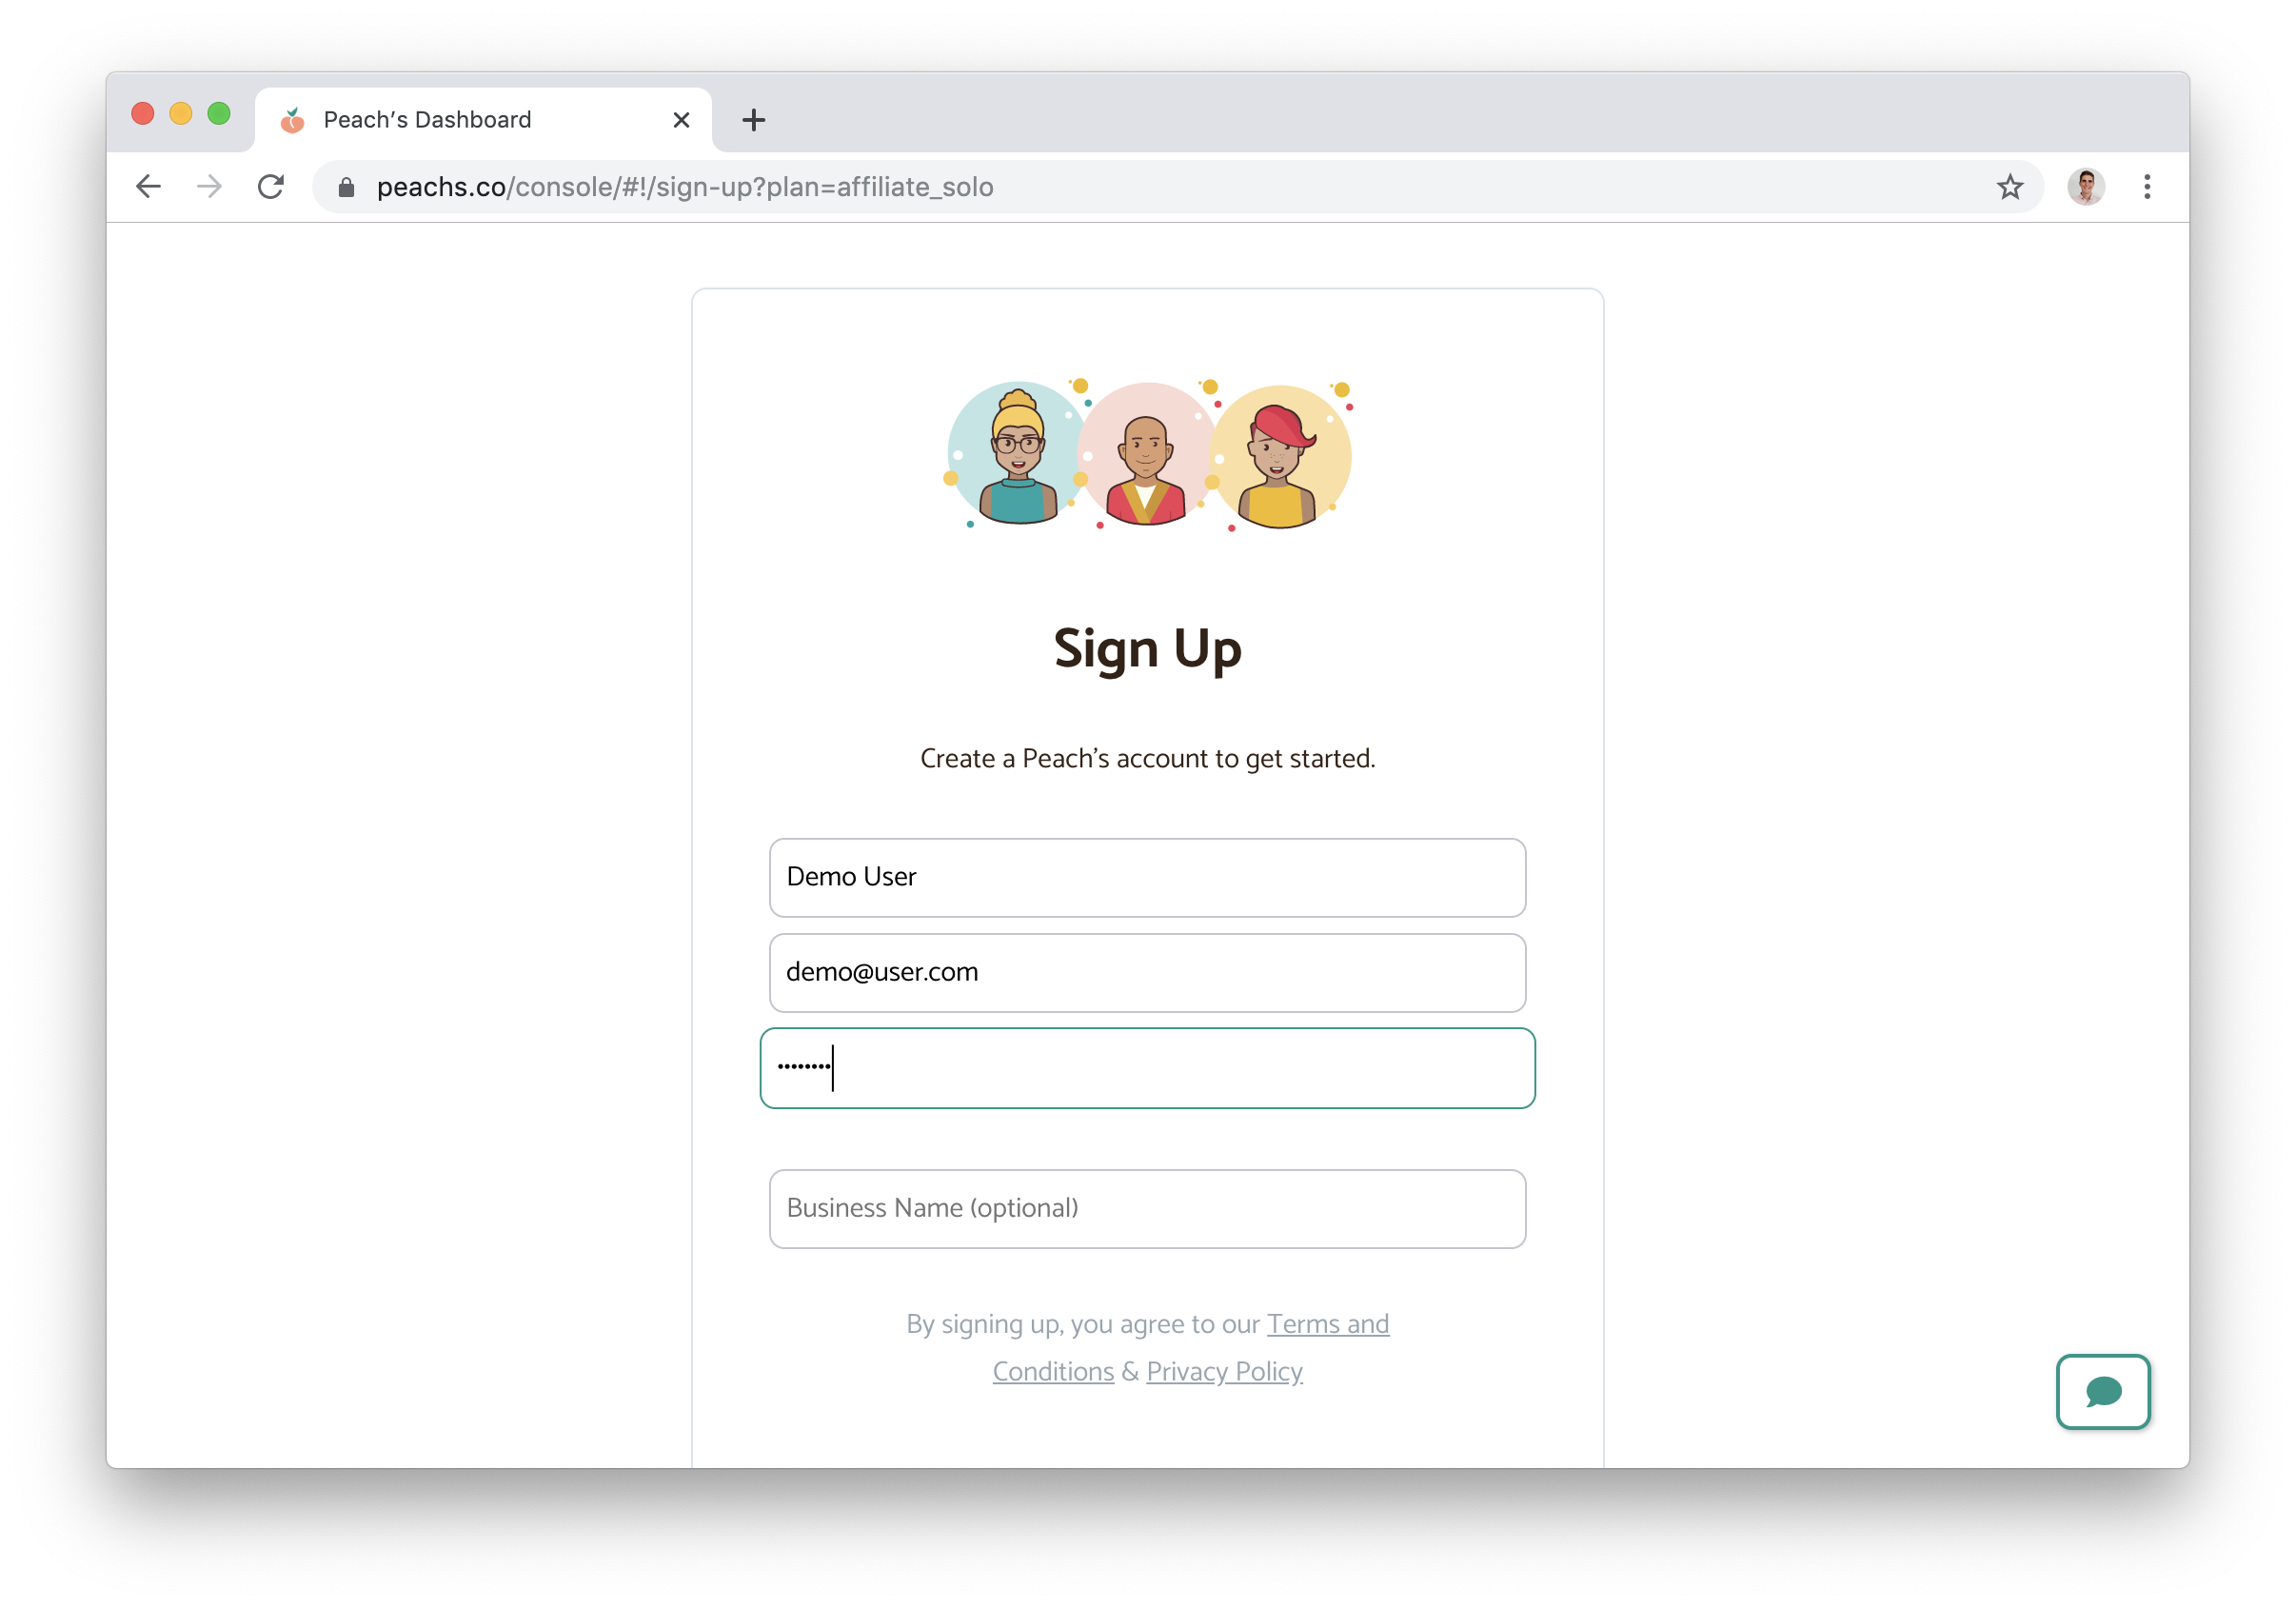 Peach's Dashboard
peachs.co/console/#!/sign-up?plan=affiliate_solo
Sign Up
Create a Peach's account to get started.
Demo User
demo@user.com
••••••••
Business Name (optional)
By signing up, you agree to our Terms and
Conditions & Privacy Policy